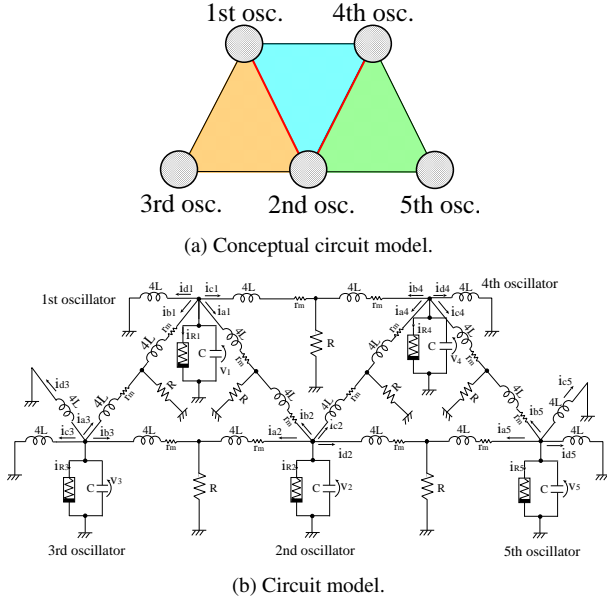 1st osc. 4th osc.
3rd osc. 2nd osc. 5th osc.
(a) Conceptual circuit model.
4L id1 ic1 4L 4L ib4 id4 4L 4th oscillator
1st oscillator ib1 ia1 rm rm ia4 ic4
rm 4L iR1 C v1 4L rm R rm 4L iR4 C v4 4L rm
id3 4L R R R R ic5 4L
ia3 4L rm rm 4L 4L rm rm 4L ib5
4L ic3 ib3 4L rm 4L ia2 ib2 ic2 id2 4L rm 4L ia5 id5 4L
rm rm
iR3 C v3 R iR2 C v2 R iR5 C v5
3rd oscillator 2nd oscillator 5th oscillator
(b) Circuit model.